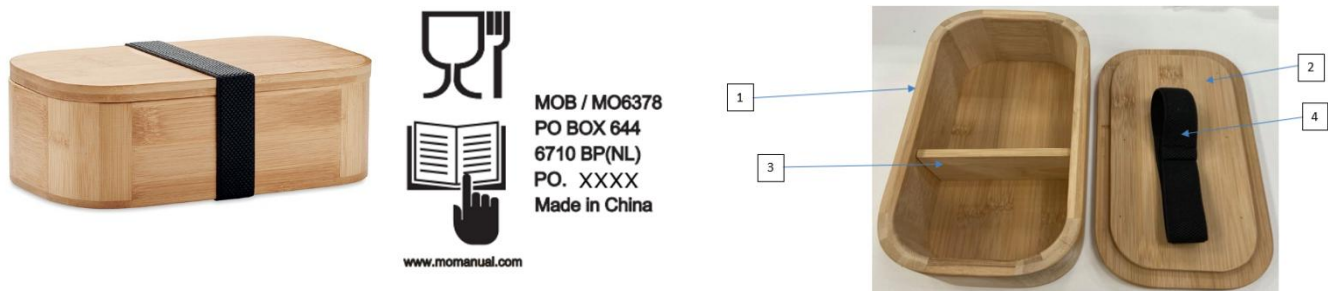 MOB / MO6378
PO BOX 644
6710 BP(NL)
PO. XXXX
Made in China
www.momanual.com
1
2
3
4